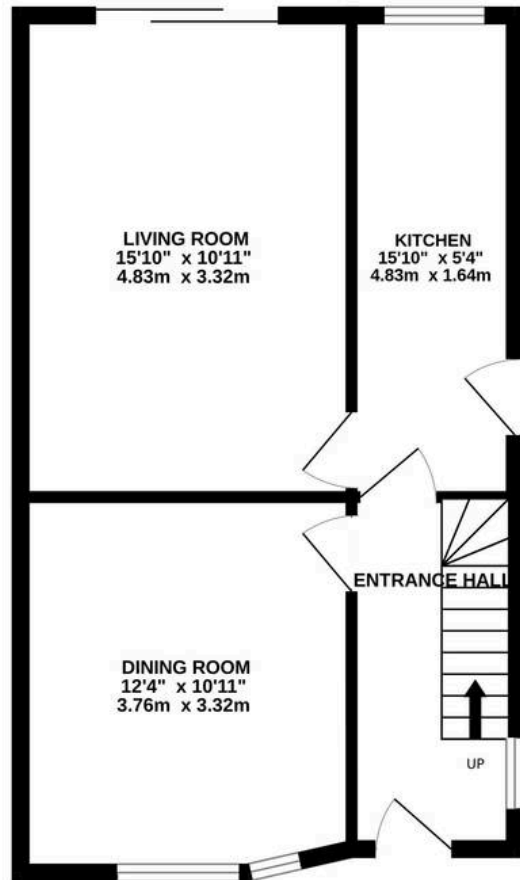 LIVING ROOM
15'10" x 10'11"
4.83m x 3.32m
KITCHEN
15'10" x 5'4"
4.83m x 1.64m
ENTRANCE HALL
DINING ROOM
12'4" x 10'11"
3.76m x 3.32m
UP